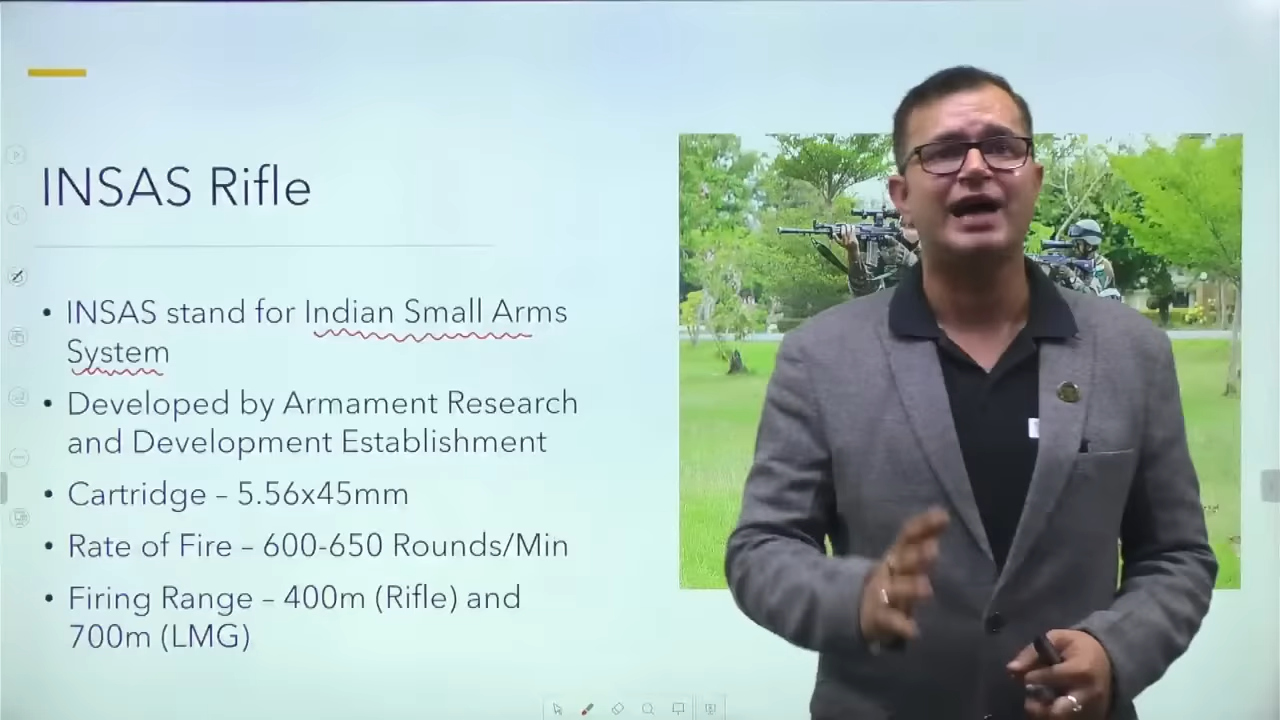 INSAS Rifle
• INSAS stand for Indian Small Arms
System
• Developed by Armament Research
and Development Establishment
• Cartridge – 5.56x45mm
• Rate of Fire – 600-650 Rounds/Min
• Firing Range – 400m (Rifle) and
700m (LMG)